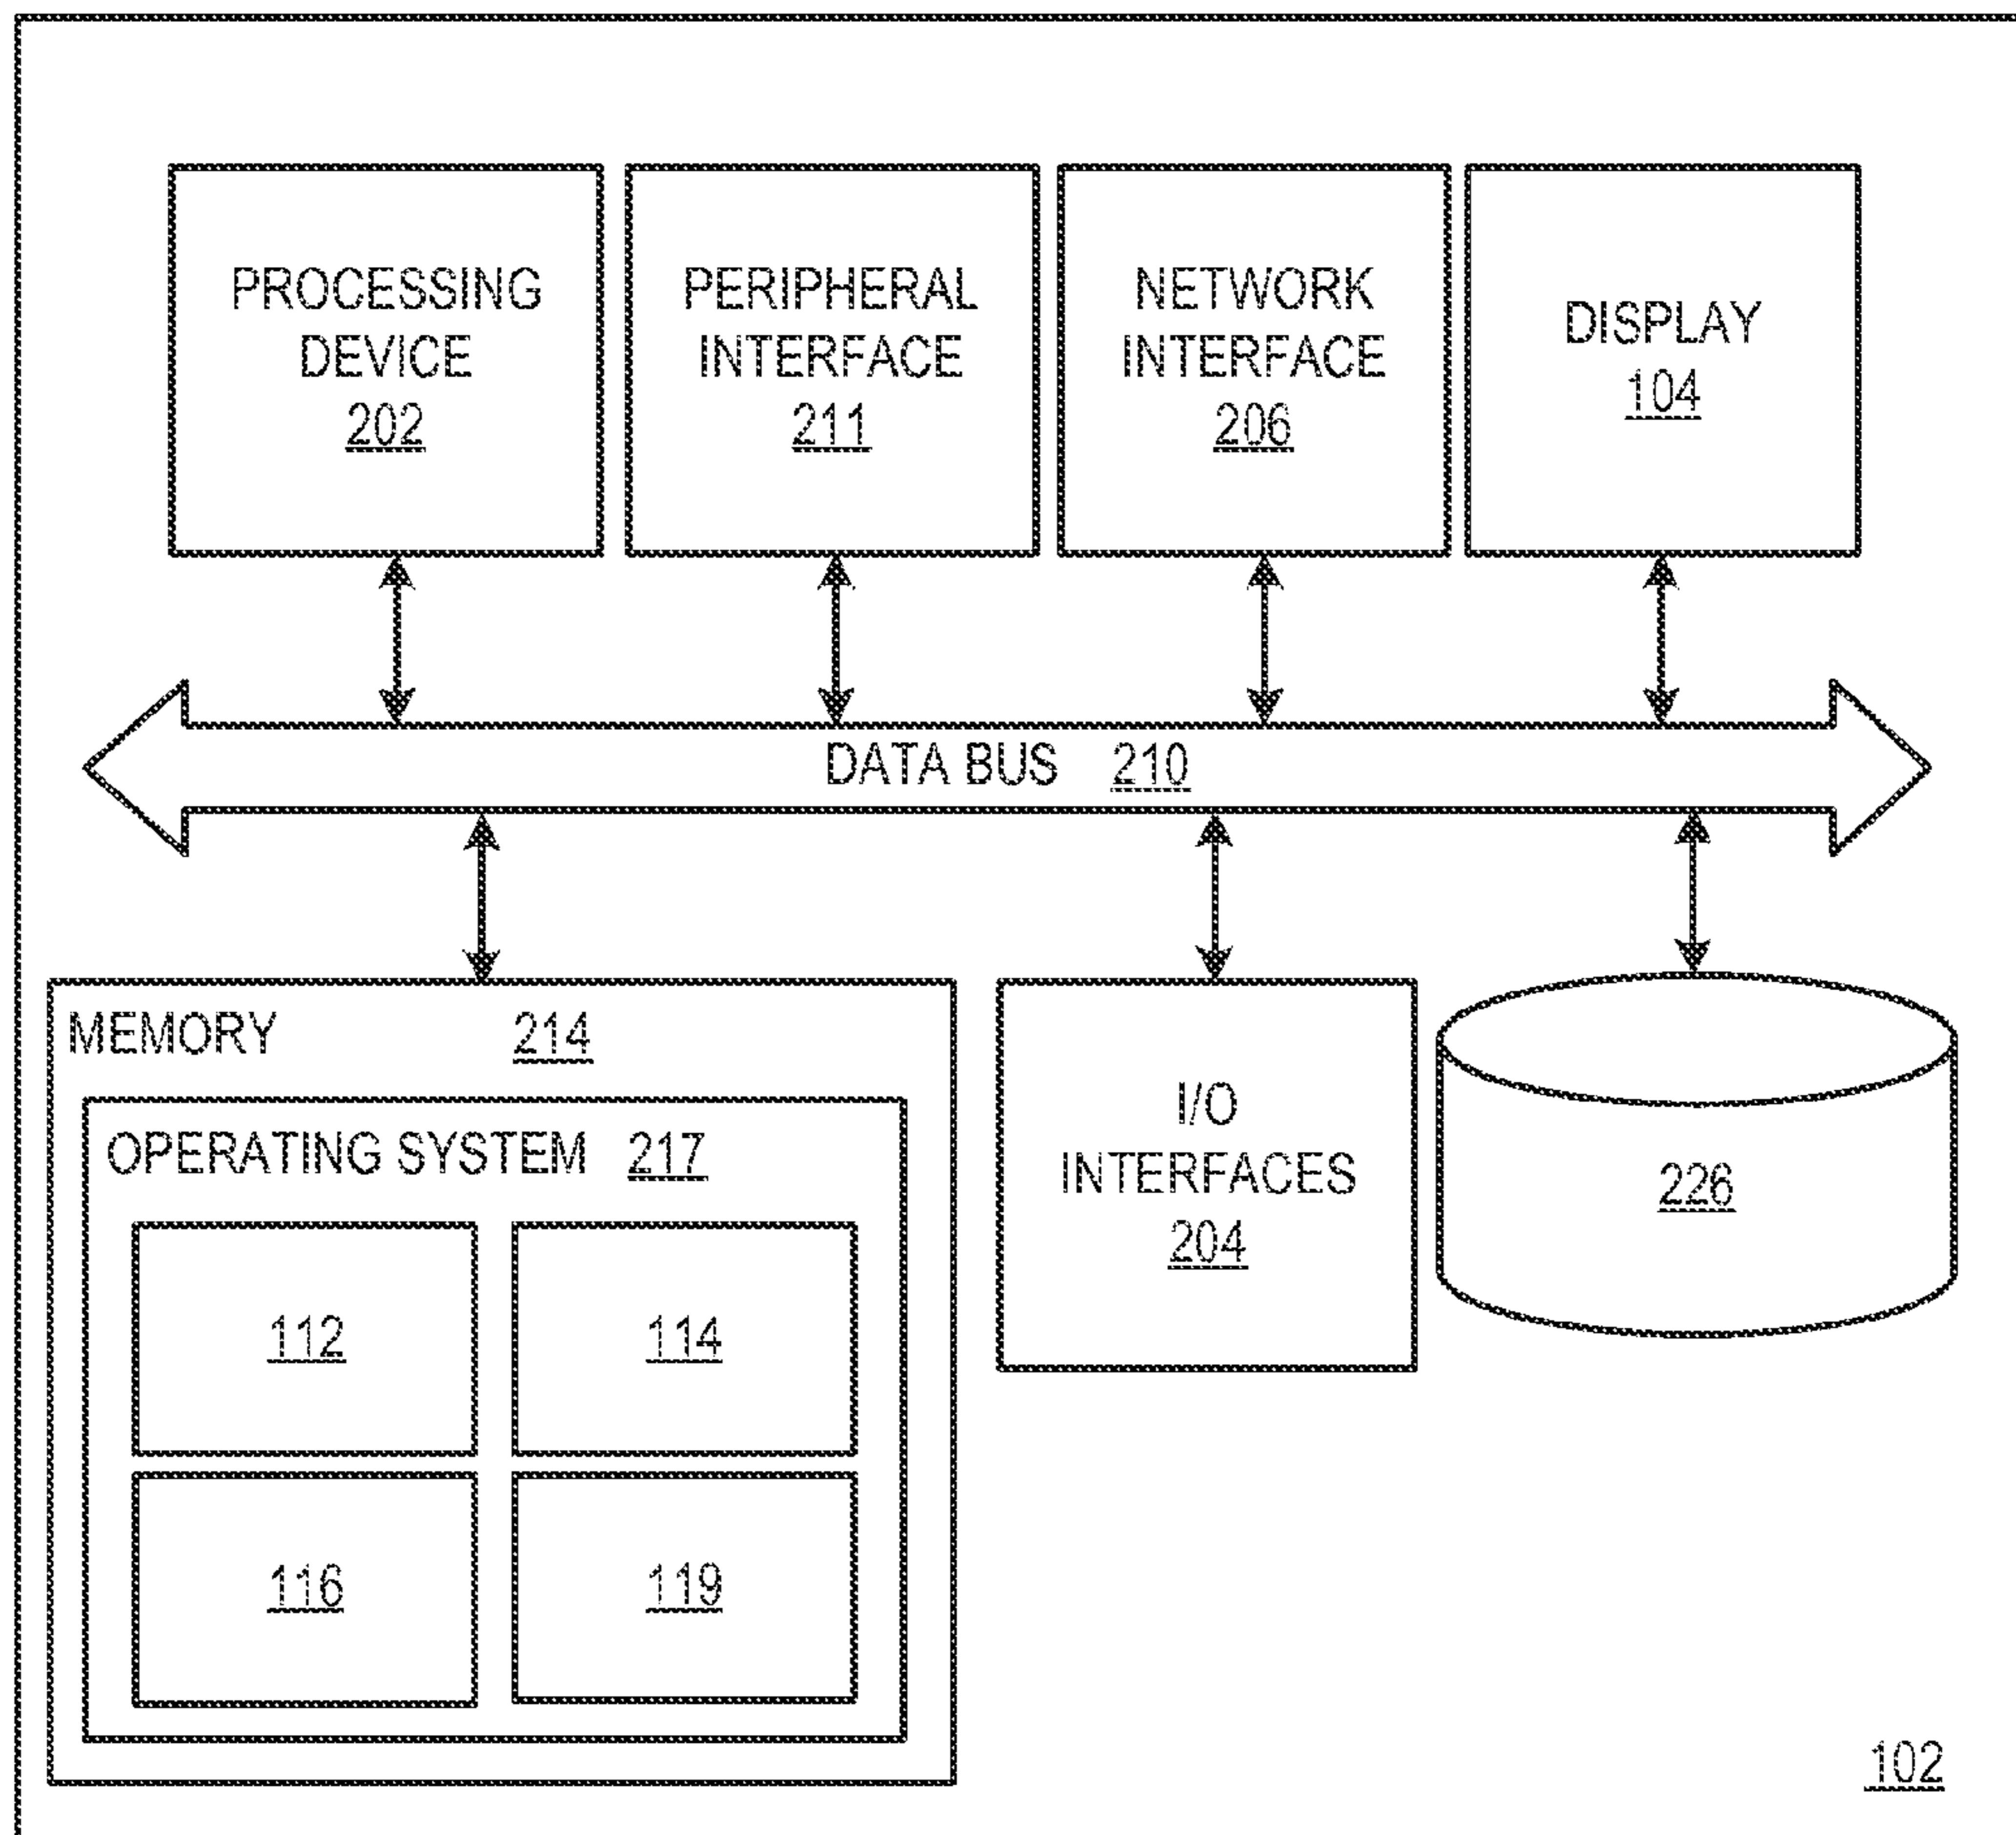 PROCESSING
DEVICE
202
PERIPHERAL
INTERFACE
211
NETWORK
INTERFACE
206
DISPLAY
104
DATA BUS 210
MEMORY 214
OPERATING SYSTEM 217
112
114
116
119
I/O
INTERFACES
204
226
102